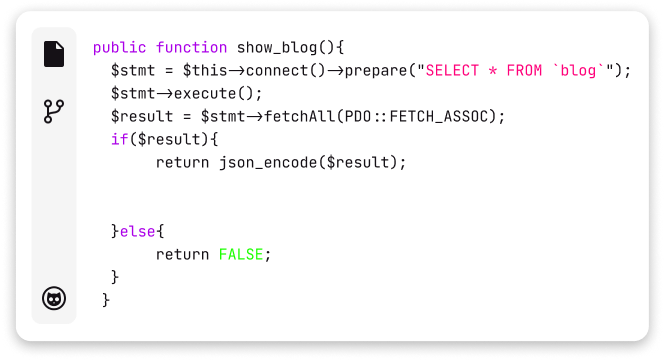 public function show_blog(){
$stmt = $this->connect()->prepare("SELECT * FROM `blog`");
$stmt->execute();
$result = $stmt->fetchAll(PDO::FETCH_ASSOC);
if($result){
return json_encode($result);
}else{
return FALSE;
}
}